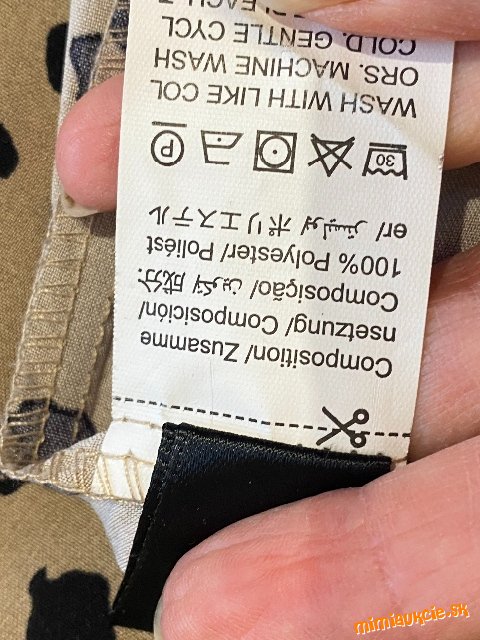 Composition/ Zusamme
nsetzung/ Composición/
Composição/ 成分:
100% Polyester/ Poliést
er/ ポリエステル
30
P
WASH WITH LIKE COL
ORS. MACHINE WASH
COLD. GENTLE CYCL
mimiaukcie.sk